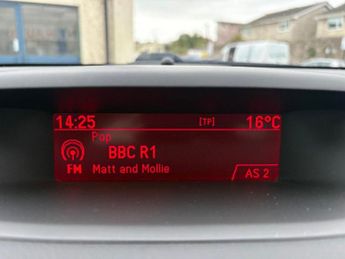 14:25 [TP] 16°C
Pop
BBC R1
FM Matt and Mollie
AS 2